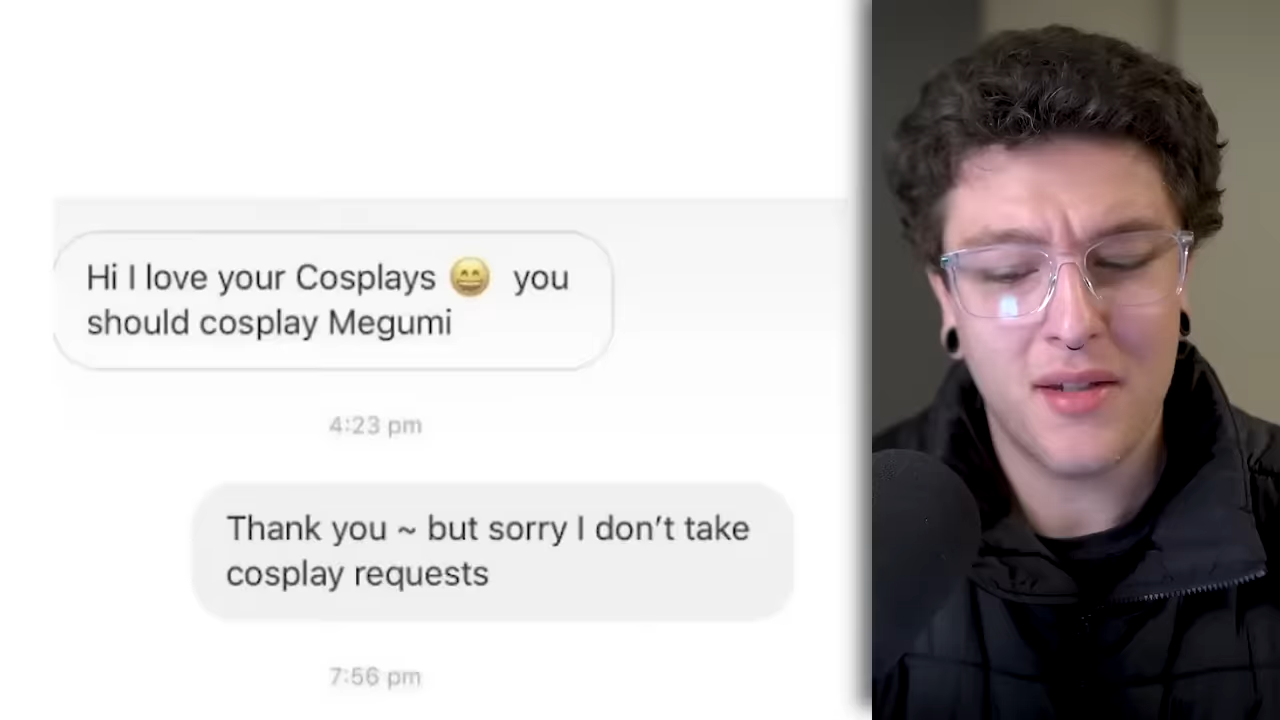 Hi I love your Cosplays 😄 you
should cosplay Megumi
4:23 pm
Thank you ~ but sorry I don’t take
cosplay requests
7:56 pm